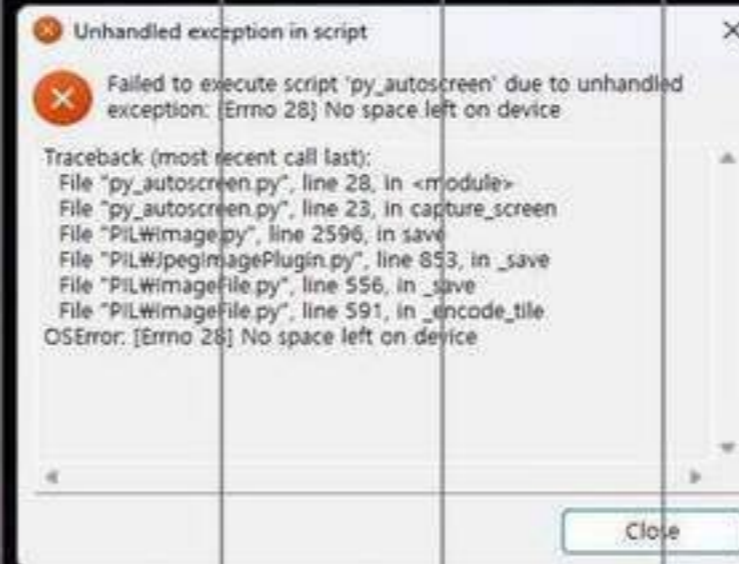 Unhandled exception in script
Failed to execute script 'py_autoscreen' due to unhandled
exception: [Errno 28] No space left on device
Traceback (most recent call last):
File "py_autoscreen.py", line 28, in <module>
File "py_autoscreen.py", line 23, in capture_screen
File "PIL₩Image.py", line 2596, in save
File "PIL₩JpegImagePlugin.py", line 853, in _save
File "PIL₩ImageFile.py", line 556, in _save
File "PIL₩ImageFile.py", line 591, in _encode_tile
OSError: [Errno 28] No space left on device
Close